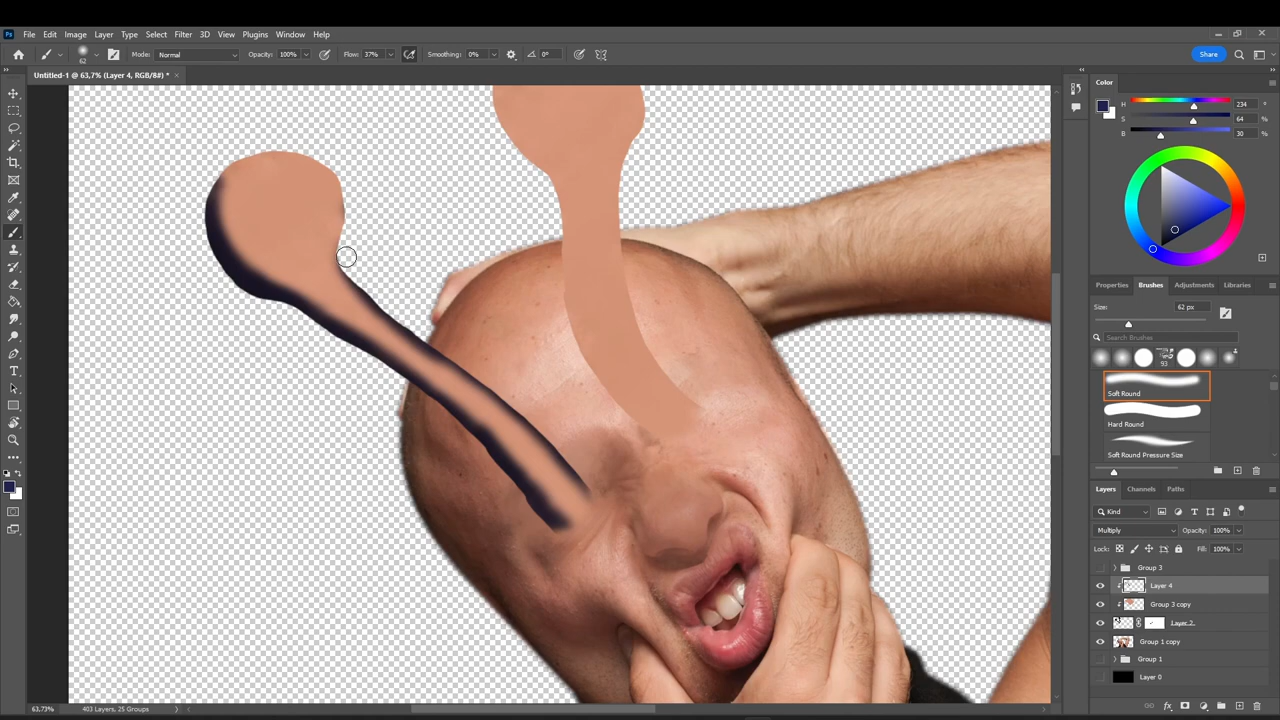 Ps File Edit Image Layer Type Select Filter 3D View Plugins Window Help
62 Mode: Normal Opacity: 100% Flow: 37% Smoothing: 0% 0° Share
Untitled-1 @ 63,7% (Layer 4, RGB/8#) * ×
Color
H 234 °
S 64 %
B 30 %
Properties Brushes Adjustments Libraries
Size: 62 px
Search Brushes
93
Soft Round
Hard Round
Soft Round Pressure Size
Layers Channels Paths
Kind
Multiply Opacity: 100%
Lock: Fill: 100%
Group 3
Layer 4
Group 3 copy
Layer 2
Group 1 copy
Group 1
Layer 0
63,73% 403 Layers, 25 Groups
fx